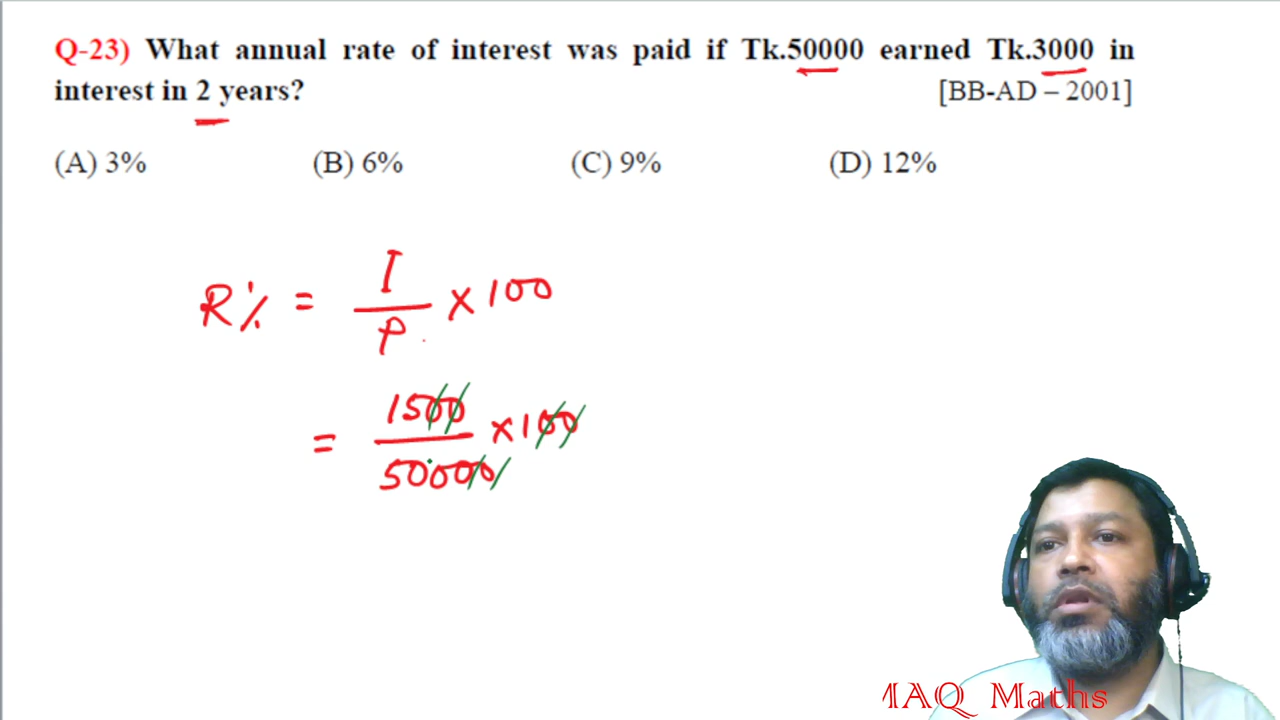 Q-23) What annual rate of interest was paid if Tk.50000 earned Tk.3000 in
interest in 2 years? [BB-AD – 2001]
(A) 3% (B) 6% (C) 9% (D) 12%
R% = I/P × 100
= 1500/50000 × 100
MAQ Maths